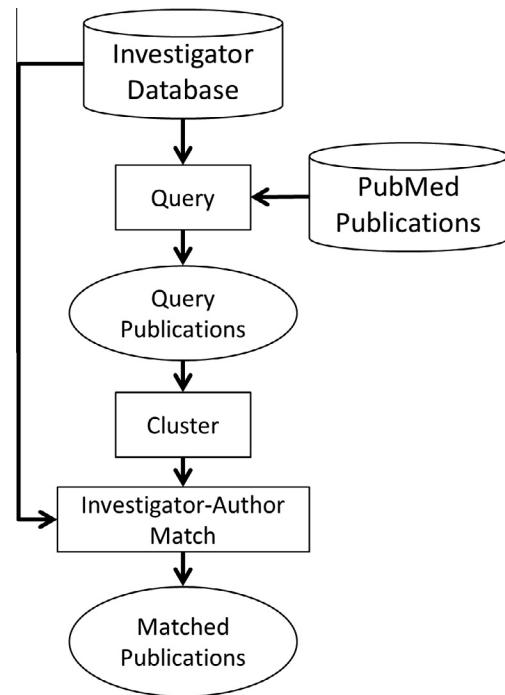 Investigator
Database
Query
PubMed
Publications
Query
Publications
Cluster
Investigator-Author
Match
Matched
Publications